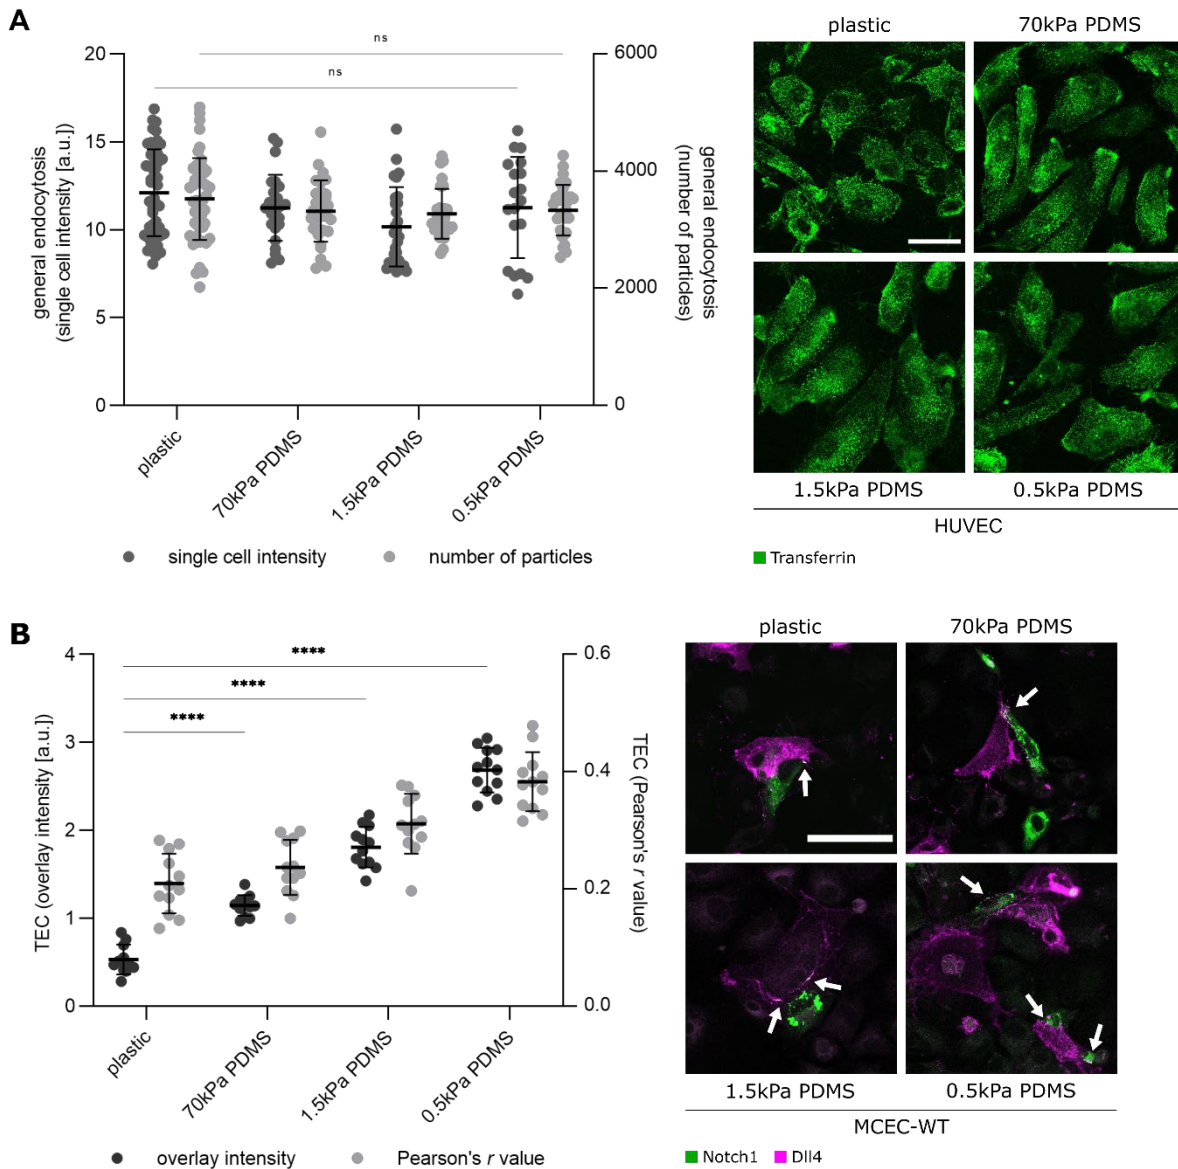 A
general endocytosis
(single cell intensity [a.u.])
20
15
10
5
0
ns
ns
6000
4000
2000
0
general endocytosis
(number of particles)
plastic
70kPa PDMS
1.5kPa PDMS
0.5kPa PDMS
single cell intensity
number of particles
plastic
70kPa PDMS
1.5kPa PDMS
0.5kPa PDMS
HUVEC
Transferrin
B
TEC (overlay intensity [a.u.])
4
3
2
1
0
****
****
****
0.6
0.4
0.2
0.0
TEC (Pearson's r value)
plastic
70kPa PDMS
1.5kPa PDMS
0.5kPa PDMS
overlay intensity
Pearson's r value
plastic
70kPa PDMS
1.5kPa PDMS
0.5kPa PDMS
MCEC-WT
Notch1
Dll4